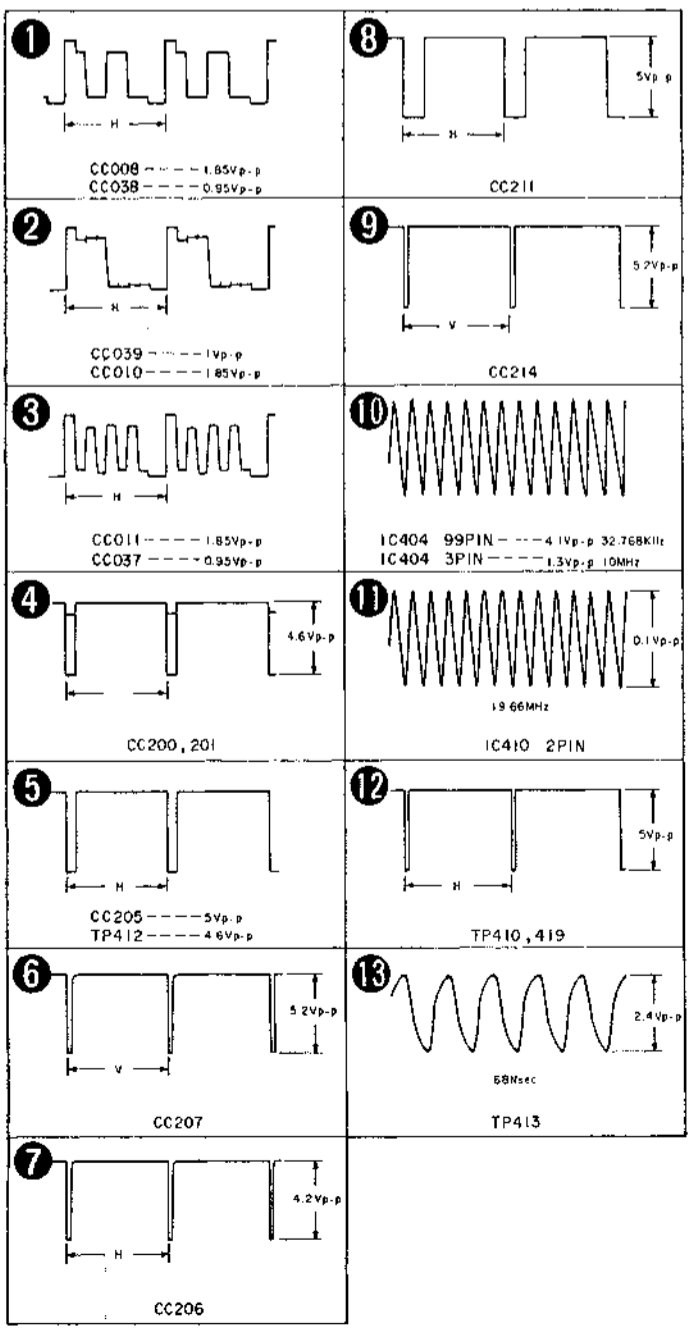 1
H
CC008 ---- 1.85Vp-p
CC038 ---- 0.95Vp-p
2
H
CC039 ---- 1Vp-p
CC010 ---- 1.85Vp-p
3
H
CC011 ---- 1.85Vp-p
CC037 ---- 0.95Vp-p
4
4.6Vp-p
CC200,201
5
H
CC205 ---- 5Vp-p
TP412 ---- 4.6Vp-p
6
5.2Vp-p
V
CC207
7
4.2Vp-p
H
CC206
8
5Vp-p
H
CC211
9
5.2Vp-p
V
CC214
10
IC404 99PIN ---- 4.1Vp-p 32.768KHz
IC404 3PIN ---- 1.3Vp-p 10MHz
11
0.1Vp-p
19.66MHz
IC410 2PIN
12
5Vp-p
H
TP410,419
13
2.4Vp-p
68Nsec
TP413